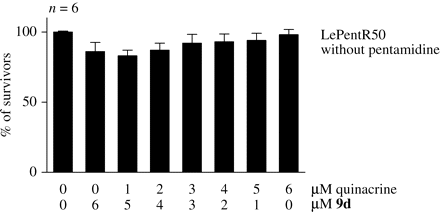 n = 6
% of survivors
100
50
0
LePentR50
without pentamidine
0 0 1 2 3 4 5 6 µM quinacrine
0 6 5 4 3 2 1 0 µM 9d